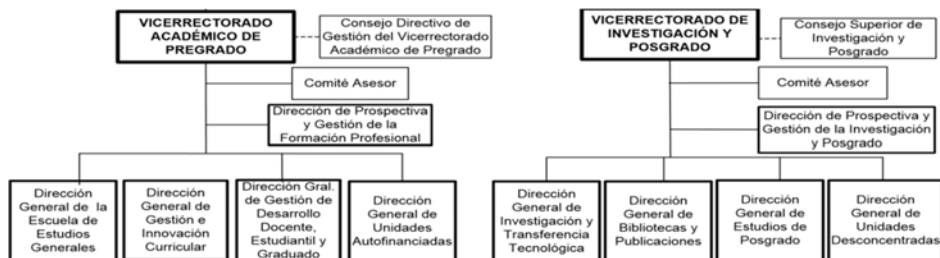 VICERRECTORADO
ACADÉMICO DE
PREGRADO
Consejo Directivo de
Gestión del Vicerrectorado
Académico de Pregrado
Comité Asesor
Dirección de Prospectiva
y Gestión de la
Formación Profesional
Dirección
General de la
Escuela de
Estudios
Generales
Dirección
General de
Gestión e
Innovación
Curricular
Dirección Gral.
de Gestión de
Desarrollo
Docente,
Estudiantil y
Graduado
Dirección
General de
Unidades
Autofinanciadas
VICERRECTORADO DE
INVESTIGACIÓN Y
POSGRADO
Consejo Superior de
Investigación y
Posgrado
Comité Asesor
Dirección de Prospectiva y
Gestión de la Investigación
y Posgrado
Dirección
General de
Investigación y
Transferencia
Tecnológica
Dirección
General de
Bibliotecas y
Publicaciones
Dirección
General de
Estudios de
Posgrado
Dirección
General de
Unidades
Desconcentradas